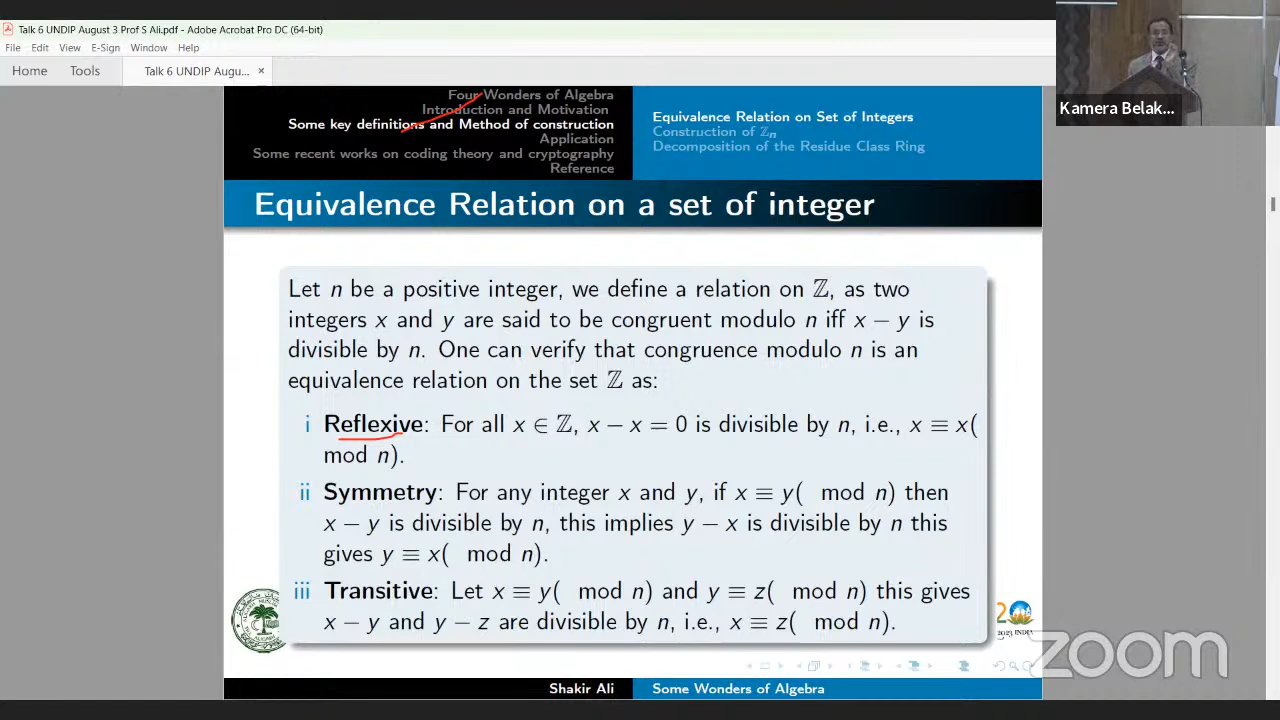 Talk 6 UNDIP August 3 Prof S Ali.pdf - Adobe Acrobat Pro DC (64-bit)
File Edit View E-Sign Window Help
Home Tools Talk 6 UNDIP Augu... ×
Four Wonders of Algebra
Introduction and Motivation
Some key definitions and Method of construction
Application
Some recent works on coding theory and cryptography
Reference
Equivalence Relation on Set of Integers
Construction of ℤn
Decomposition of the Residue Class Ring
Equivalence Relation on a set of integer
Let n be a positive integer, we define a relation on ℤ, as two
integers x and y are said to be congruent modulo n iff x − y is
divisible by n. One can verify that congruence modulo n is an
equivalence relation on the set ℤ as:
i Reflexive: For all x ∈ ℤ, x − x = 0 is divisible by n, i.e., x ≡ x(
mod n).
ii Symmetry: For any integer x and y, if x ≡ y( mod n) then
x − y is divisible by n, this implies y − x is divisible by n this
gives y ≡ x( mod n).
iii Transitive: Let x ≡ y( mod n) and y ≡ z( mod n) this gives
x − y and y − z are divisible by n, i.e., x ≡ z( mod n).
Shakir Ali Some Wonders of Algebra
Kamera Belak...
2023 INDIA
zoom